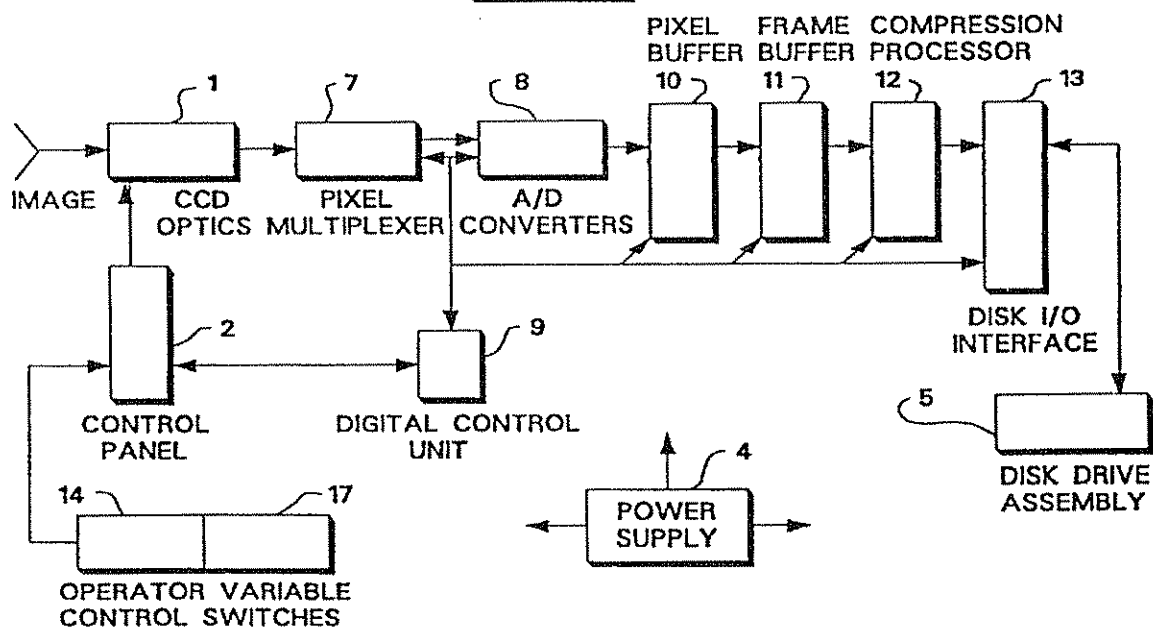 PIXEL BUFFER
FRAME BUFFER
COMPRESSION PROCESSOR
1
7
8
10
11
12
13
IMAGE
CCD OPTICS
PIXEL MULTIPLEXER
A/D CONVERTERS
2
9
DISK I/O INTERFACE
CONTROL PANEL
DIGITAL CONTROL UNIT
5
DISK DRIVE ASSEMBLY
4
POWER SUPPLY
14
17
OPERATOR VARIABLE
CONTROL SWITCHES